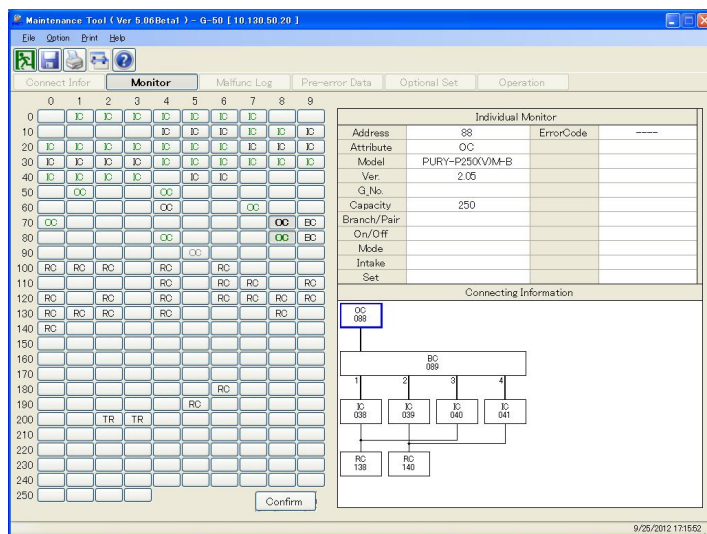 Maintenance Tool ( Ver 5.06Beta1 ) - G-50 [ 10.130.50.20 ]
File Option Print Help
Connect Infor Monitor Malfunc Log Pre-error Data Optional Set Operation
0 1 2 3 4 5 6 7 8 9
0 IC IC IC IC IC IC IC
10 IC IC IC IC IC IC
20 IC IC IC IC IC IC IC IC IC IC
30 IC IC IC IC IC IC IC IC IC IC
40 IC IC IC IC IC IC
50 OC OC
60 OC OC
70 OC OC BC
80 OC OC BC
90 OC
100 RC RC RC RC RC
110 RC RC RC RC
120 RC RC RC RC RC RC RC
130 RC RC RC RC RC
140 RC
150
160
170
180 RC
190 RC
200 TR TR
210
220
230
240
250
Confirm
Individual Monitor
Address 88 ErrorCode ----
Attribute OC
Model PURY-P250(V)M-B
Ver. 2.05
G_No.
Capacity 250
Branch/Pair
On/Off
Mode
Intake
Set
Connecting Information
OC
088
BC
089
1 2 3 4
IC IC IC IC
038 039 040 041
RC RC
138 140
9/25/2012 17:15:52